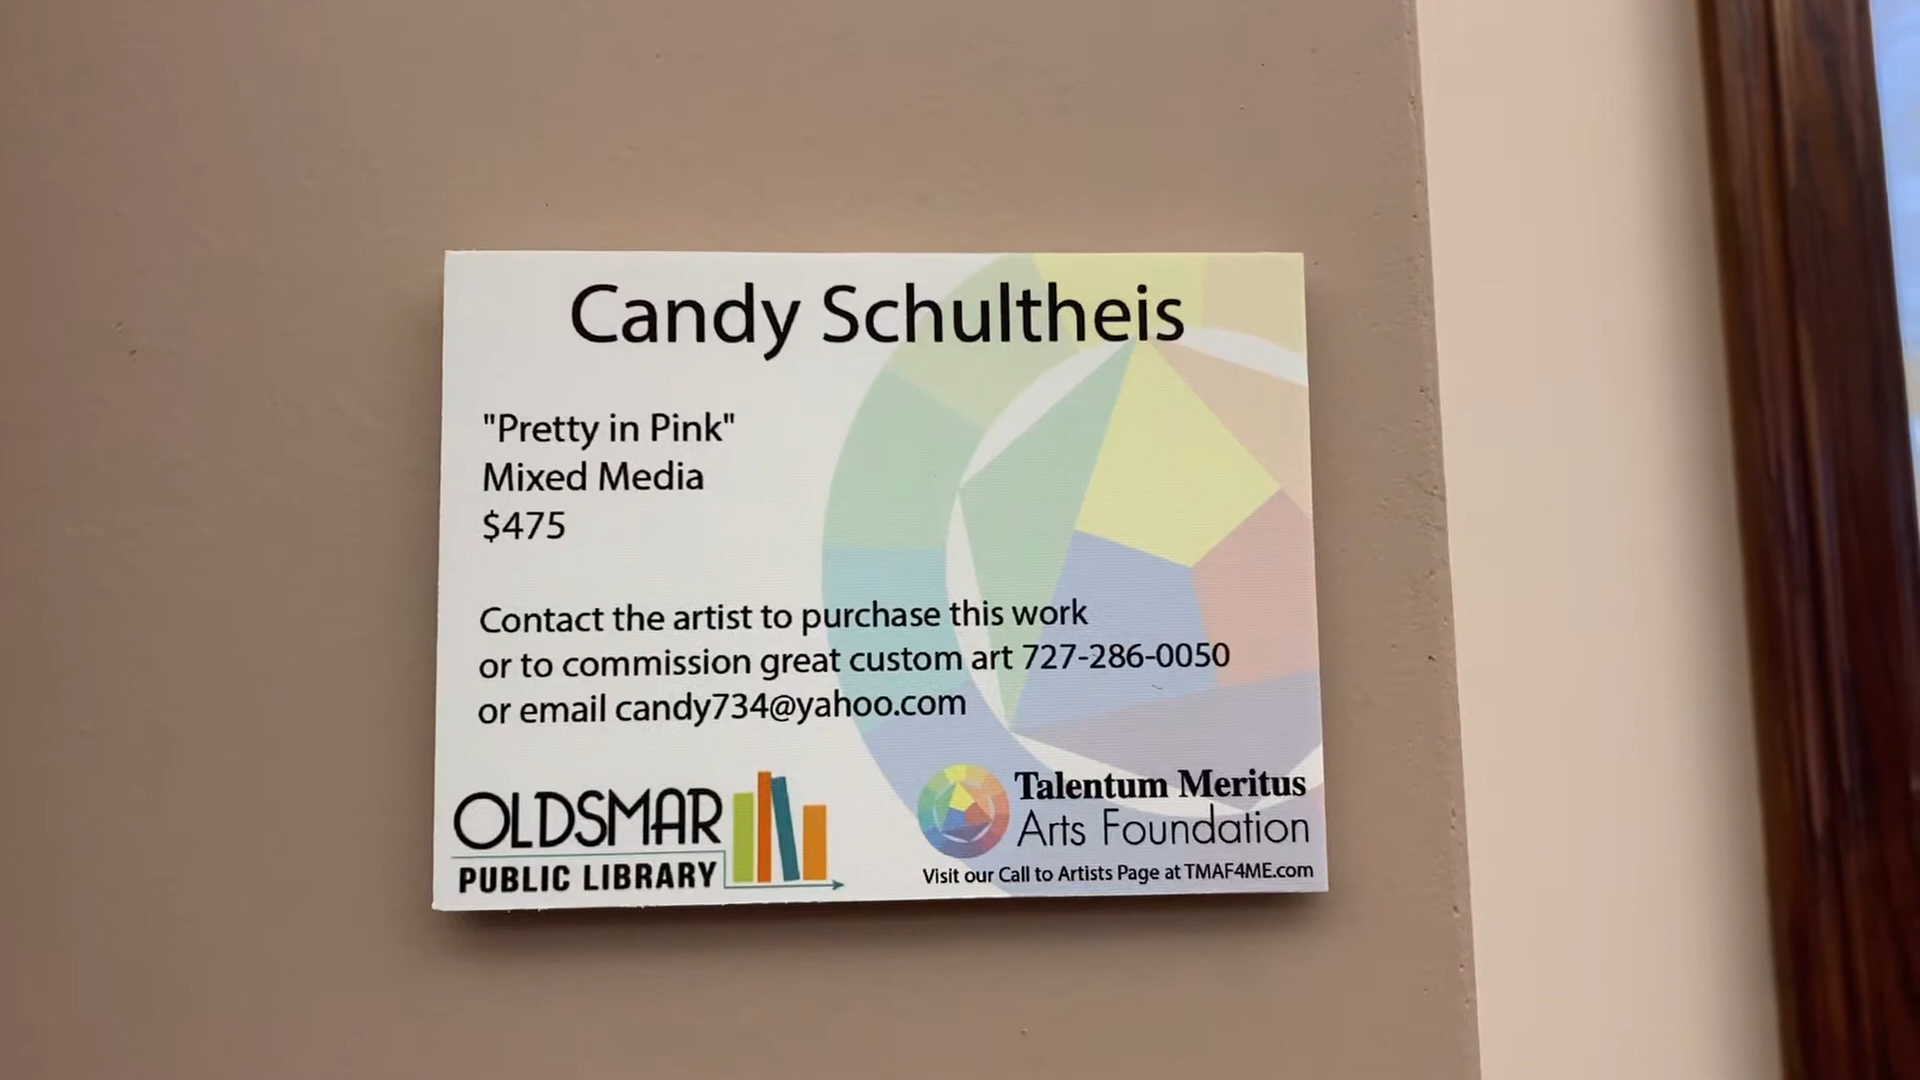 Candy Schultheis
"Pretty in Pink"
Mixed Media
$475
Contact the artist to purchase this work
or to commission great custom art 727-286-0050
or email candy734@yahoo.com
OLDSMAR
PUBLIC LIBRARY
Talentum Meritus
Arts Foundation
Visit our Call to Artists Page at TMAF4ME.com